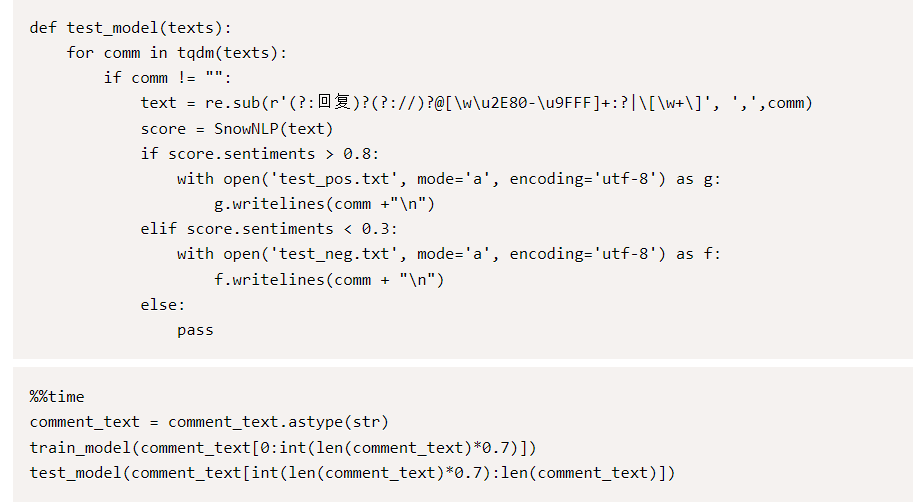 def test_model(texts):
    for comm in tqdm(texts):
        if comm != "":
            text = re.sub(r'(?:回复)?(?://)?@[\w\u2E80-\u9FFF]+:?|\[\w+\]', ',',comm)
            score = SnowNLP(text)
            if score.sentiments > 0.8:
                with open('test_pos.txt', mode='a', encoding='utf-8') as g:
                    g.writelines(comm +"\n")
            elif score.sentiments < 0.3:
                with open('test_neg.txt', mode='a', encoding='utf-8') as f:
                    f.writelines(comm + "\n")
            else:
                pass
%%time
comment_text = comment_text.astype(str)
train_model(comment_text[0:int(len(comment_text)*0.7)])
test_model(comment_text[int(len(comment_text)*0.7):len(comment_text)])